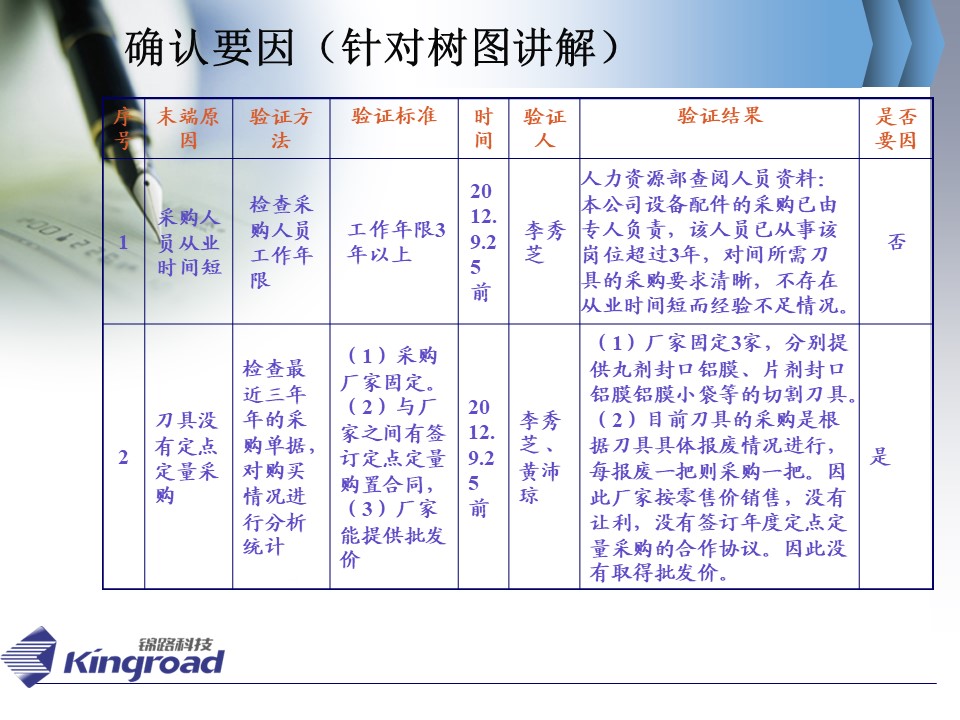 确认要因（针对树图讲解）
序
号
末端原
因
验证方
法
验证标准
时
间
验证
人
验证结果
是否
要因
1
采购人
员从业
时间短
检查采
购人员
工作年
限
工作年限3
年以上
20
12.
9.2
5
前
李秀
芝
人力资源部查阅人员资料：
本公司设备配件的采购已由
专人负责，该人员已从事该
岗位超过3年，对间所需刀
具的采购要求清晰，不存在
从业时间短而经验不足情况。
否
2
刀具没
有定点
定量采
购
检查最
近三年
年的采
购单据，
对购买
情况进
行分析
统计
（1）采购
厂家固定。
（2）与厂
家之间有签
订定点定量
购置合同，
（3）厂家
能提供批发
价
20
12.
9.2
5
前
李秀
芝、
黄沛
琼
（1）厂家固定3家，分别提
供丸剂封口铝膜、片剂封口
铝膜铝膜小袋等的切割刀具。
（2）目前刀具的采购是根
据刀具具体报废情况进行，
每报废一把则采购一把。因
此厂家按零售价销售，没有
让利，没有签订年度定点定
量采购的合作协议。因此没
有取得批发价。
是
锦路科技
Kingroad